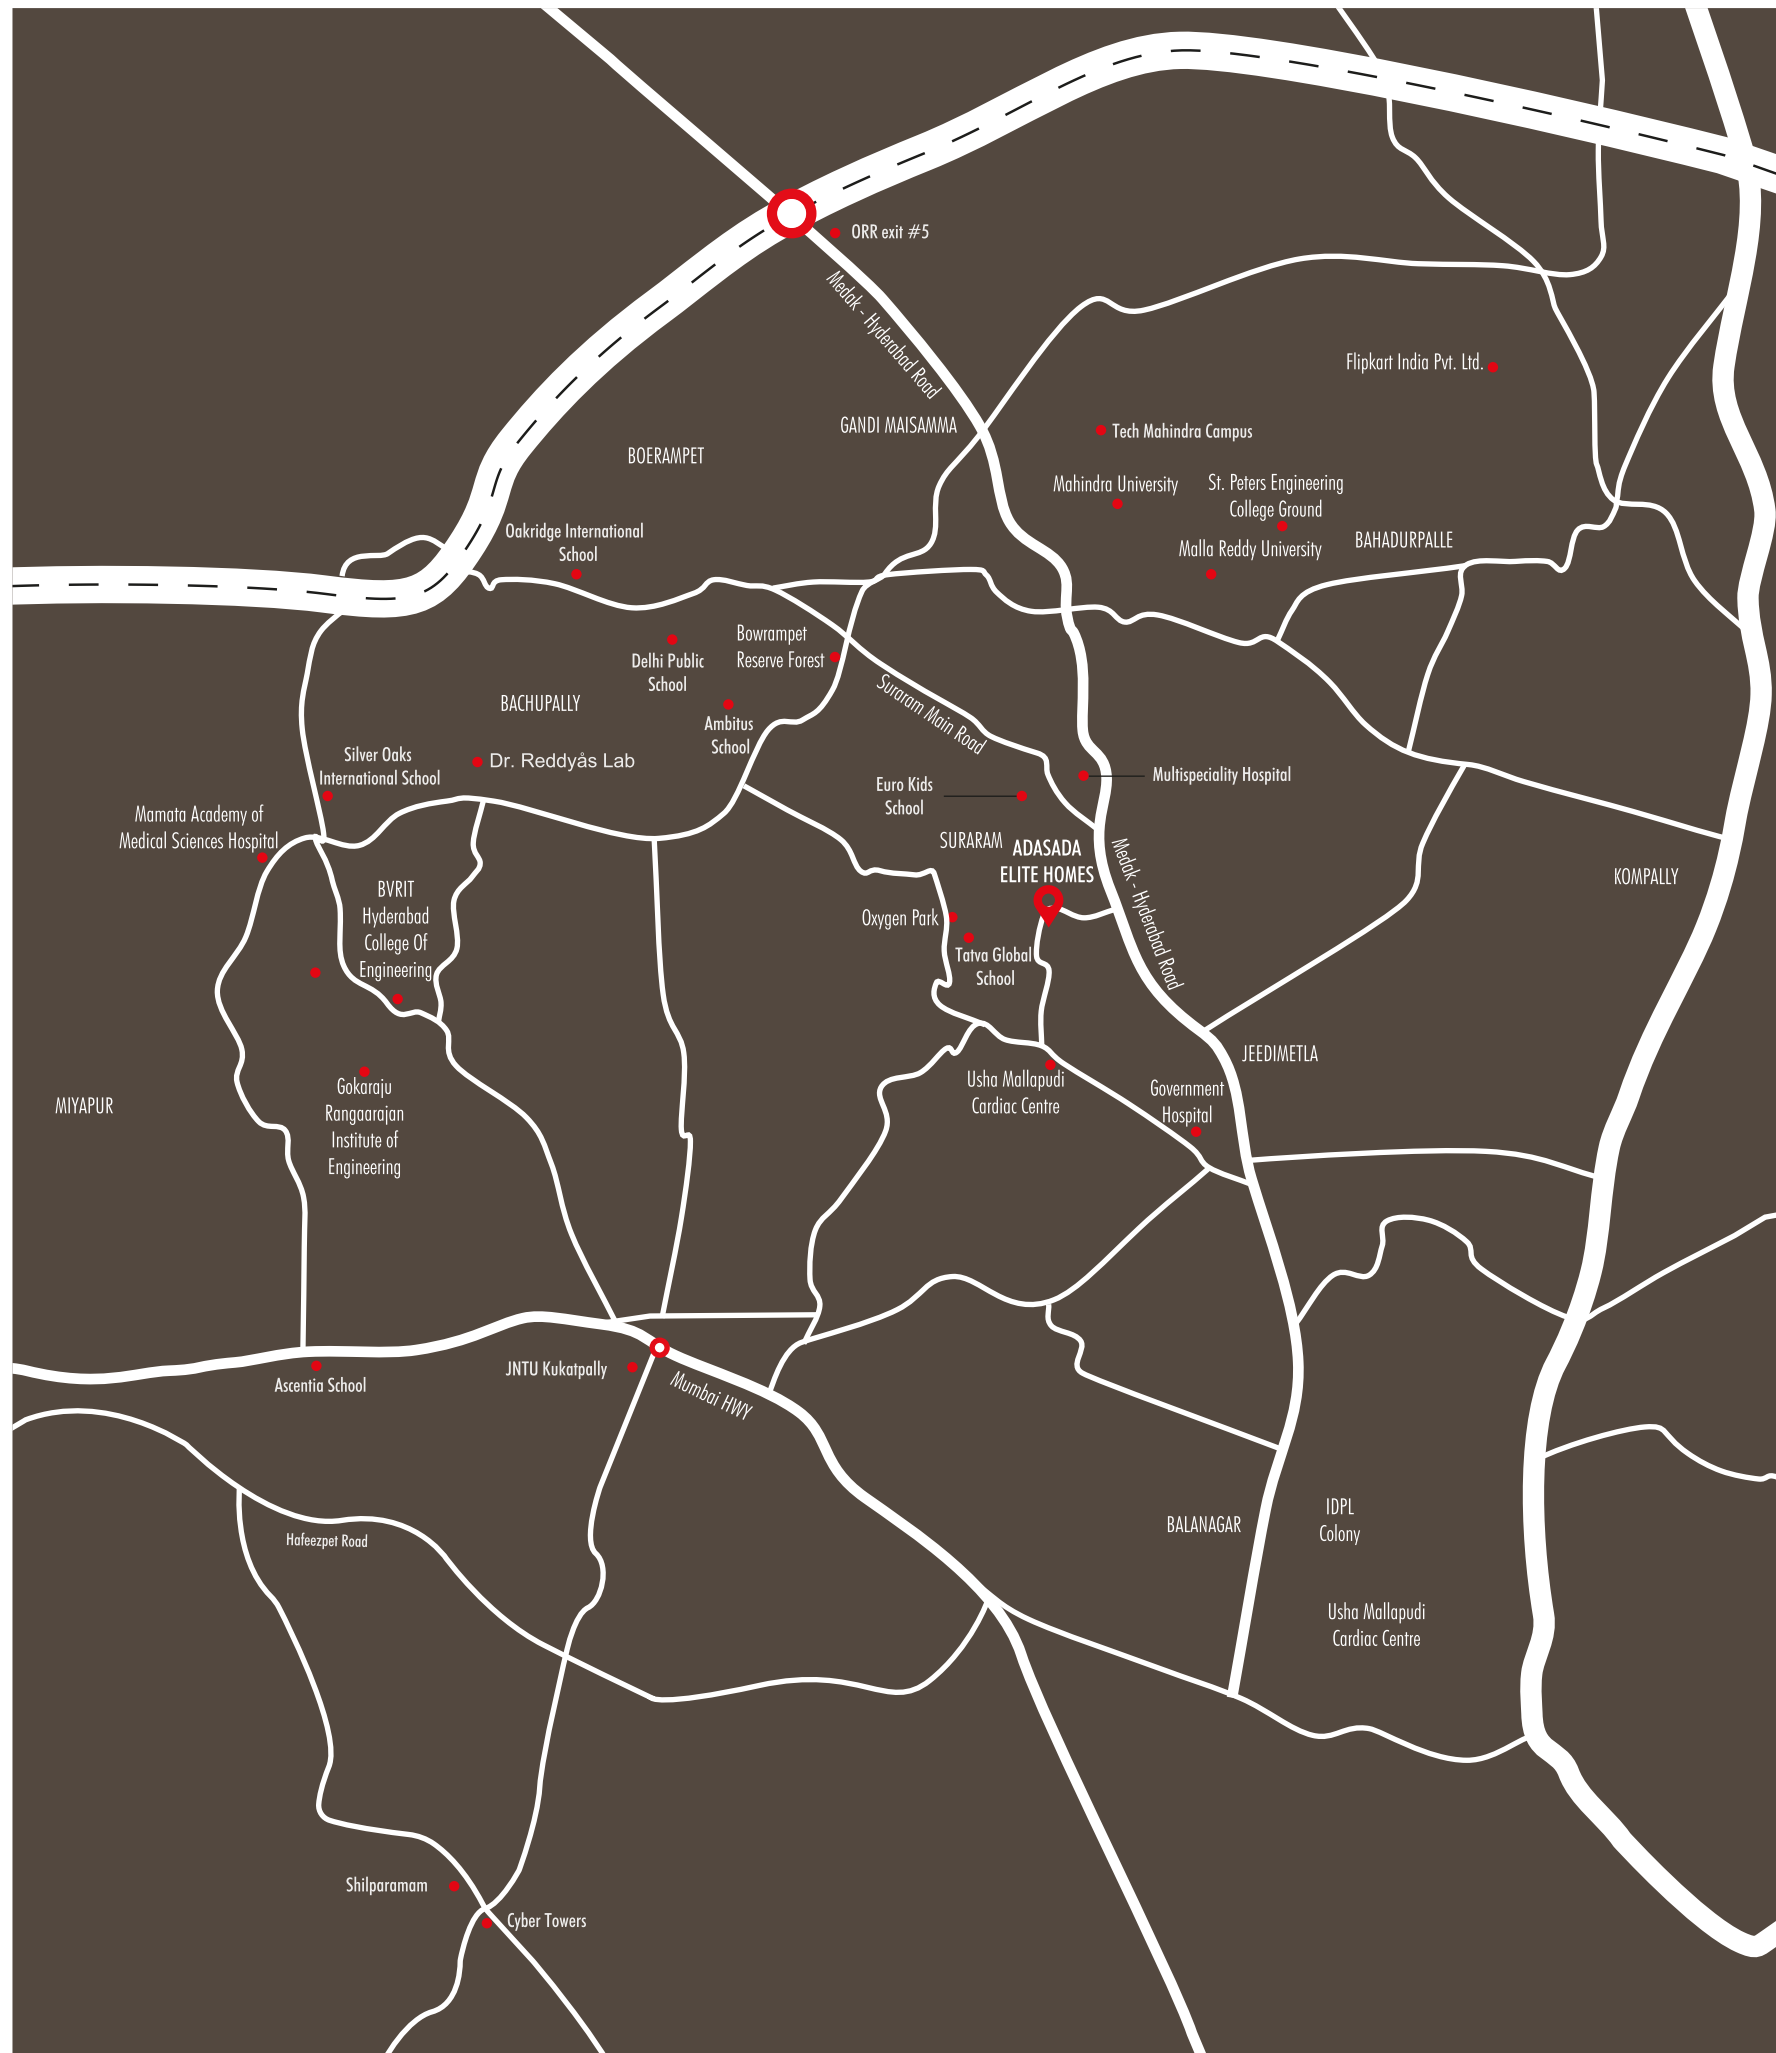 ORR exit #5
Medak - Hyderabad Road
Flipkart India Pvt. Ltd.
GANDI MAISAMMA
Tech Mahindra Campus
BOERAMPET
Mahindra University
St. Peters Engineering
College Ground
Oakridge International
School
BAHADURPALLE
Malla Reddy University
Bowrampet
Reserve Forest
Delhi Public
School
Suraram Main Road
BACHUPALLY
Ambitus
School
Silver Oaks
International School
Dr. Reddyås Lab
Multispeciality Hospital
Euro Kids
School
Mamata Academy of
Medical Sciences Hospital
SURARAM
ADASADA
ELITE HOMES
Medak - Hyderabad Road
KOMPALLY
BVRIT
Hyderabad
College Of
Engineering
Oxygen Park
Tatva Global
School
JEEDIMETLA
Usha Mallapudi
Cardiac Centre
Government
Hospital
MIYAPUR
Gokaraju
Rangaarajan
Institute of
Engineering
JNTU Kukatpally
Ascentia School
Mumbai HWY
BALANAGAR
IDPL
Colony
Hafeezpet Road
Usha Mallapudi
Cardiac Centre
Shilparamam
Cyber Towers